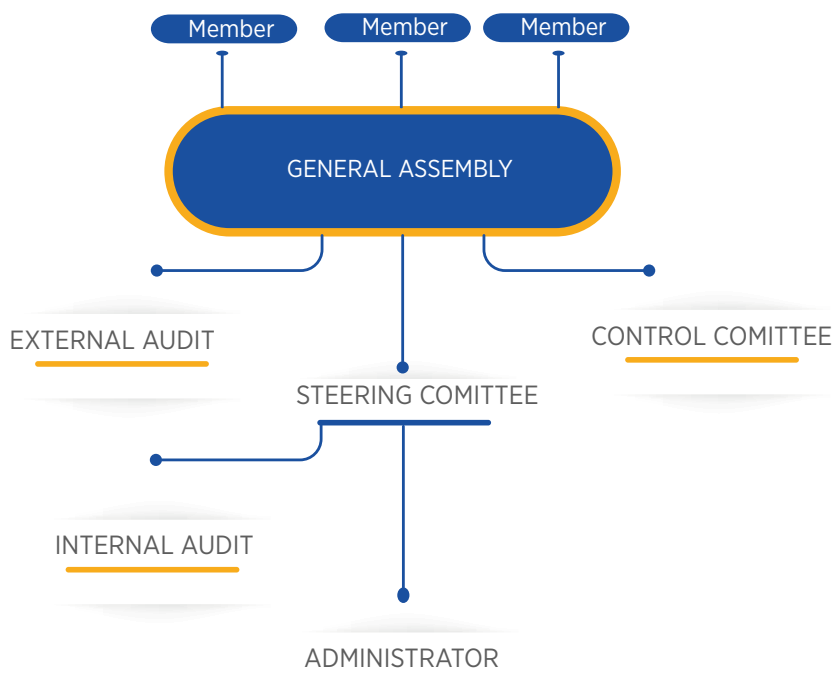 Member
Member
Member
GENERAL ASSEMBLY
EXTERNAL AUDIT
CONTROL COMITTEE
STEERING COMITTEE
INTERNAL AUDIT
ADMINISTRATOR